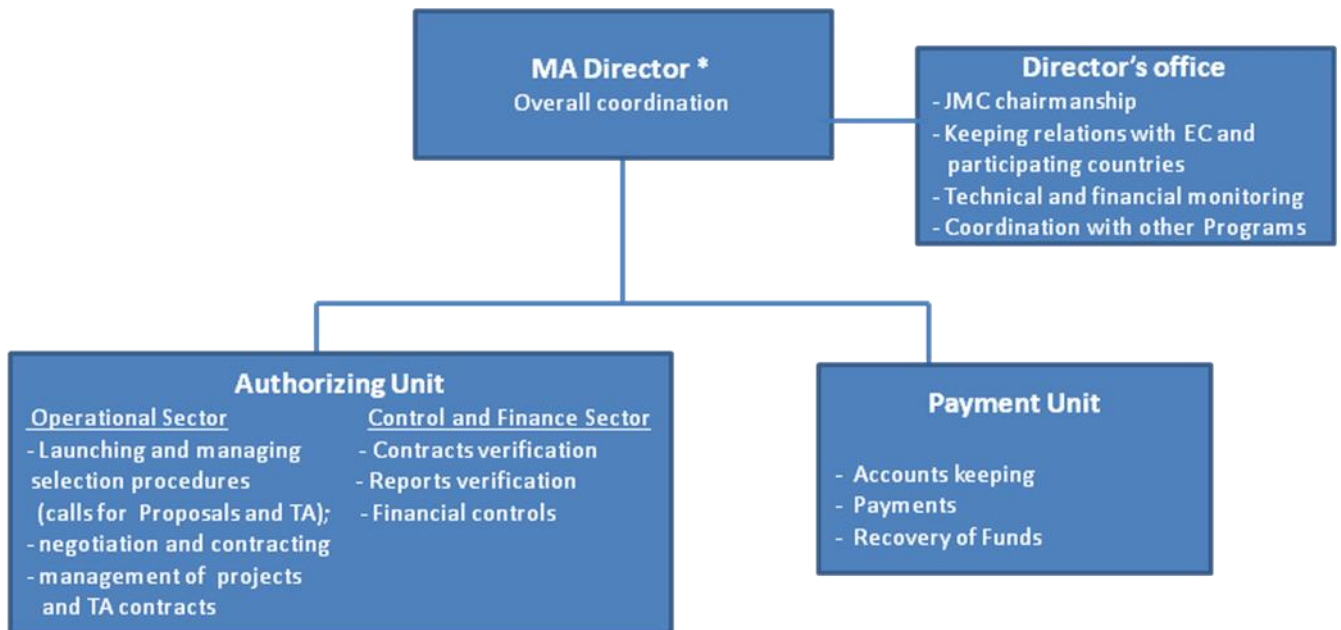 MA Director *
Overall coordination
Director's office
- JMC chairmanship
- Keeping relations with EC and
participating countries
- Technical and financial monitoring
- Coordination with other Programs
Authorizing Unit
Operational Sector
- Launching and managing
selection procedures
(calls for Proposals and TA);
- negotiation and contracting
- management of projects
and TA contracts
Control and Finance Sector
- Contracts verification
- Reports verification
- Financial controls
Payment Unit
- Accounts keeping
- Payments
- Recovery of Funds